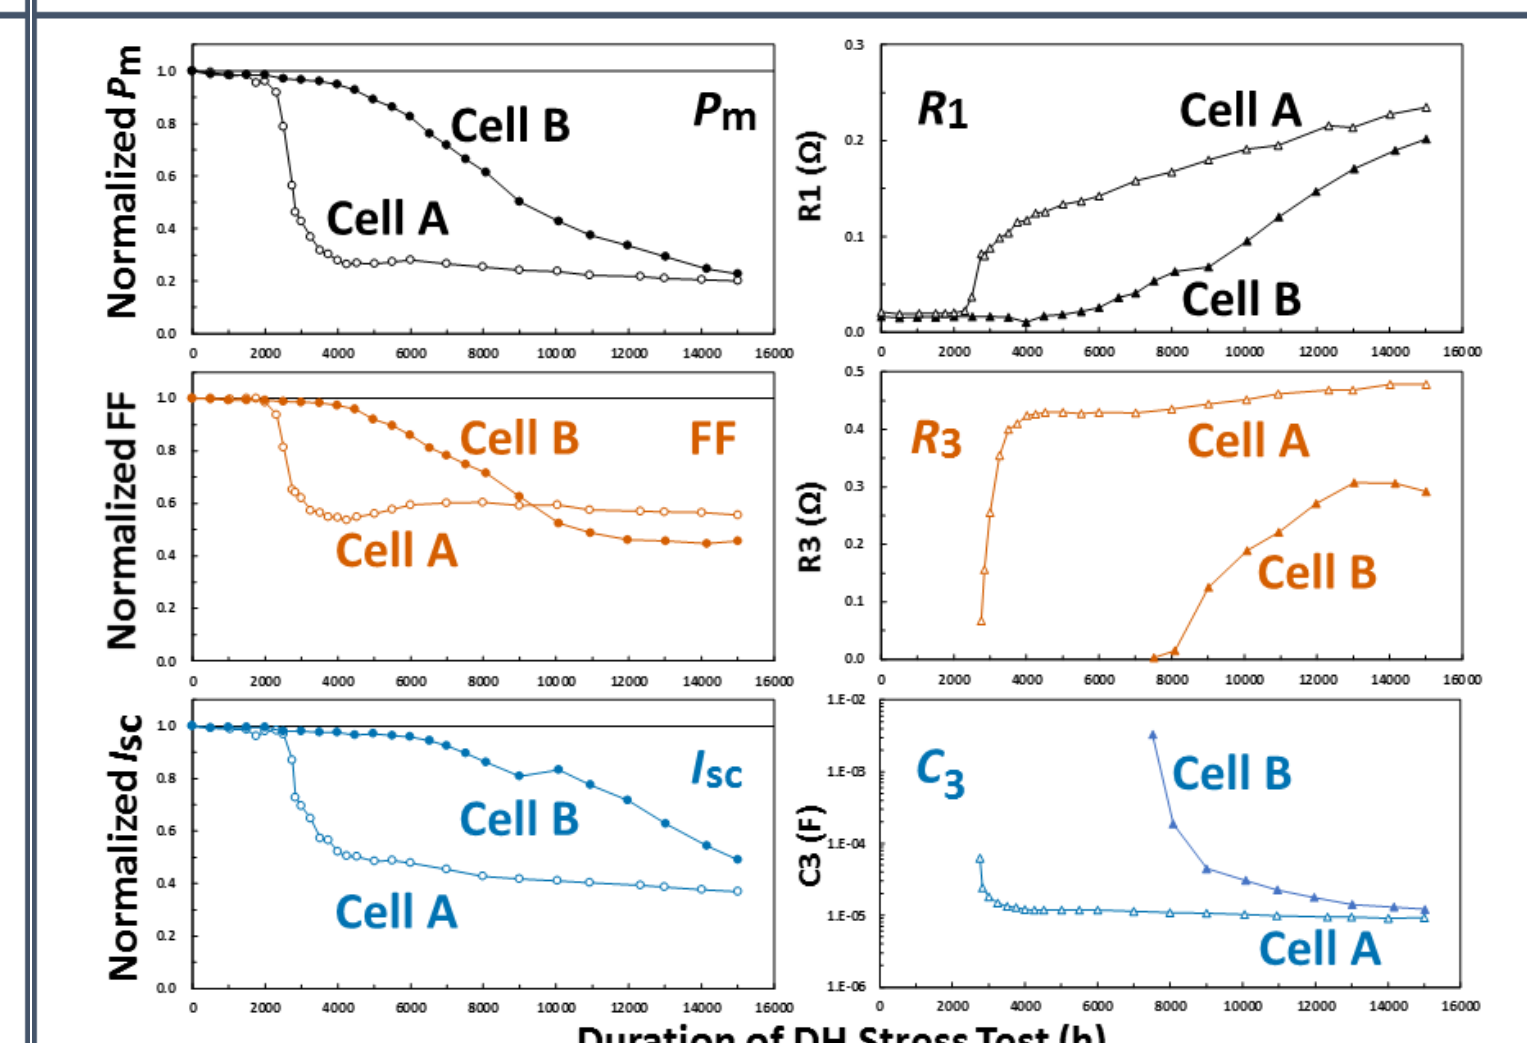 Normalized Pm
1.0
0.8
0.6
0.4
0.2
0.0
Cell B
Pm
Cell A
0 2000 4000 6000 8000 10000 12000 14000 16000
R1 (Ω)
0.3
0.2
0.1
0.0
R1
Cell A
Cell B
0 2000 4000 6000 8000 10000 12000 14000 16000
Normalized FF
1.0
0.8
0.6
0.4
0.2
0.0
Cell B
FF
Cell A
0 2000 4000 6000 8000 10000 12000 14000 16000
R3 (Ω)
0.5
0.4
0.3
0.2
0.1
0.0
R3
Cell A
Cell B
0 2000 4000 6000 8000 10000 12000 14000 16000
Normalized Isc
1.0
0.8
0.6
0.4
0.2
0.0
Isc
Cell B
Cell A
0 2000 4000 6000 8000 10000 12000 14000 16000
C3 (F)
1.E-02
1.E-03
1.E-04
1.E-05
1.E-06
C3
Cell B
Cell A
0 2000 4000 6000 8000 10000 12000 14000 16000
Duration of DH Stress Test (h)